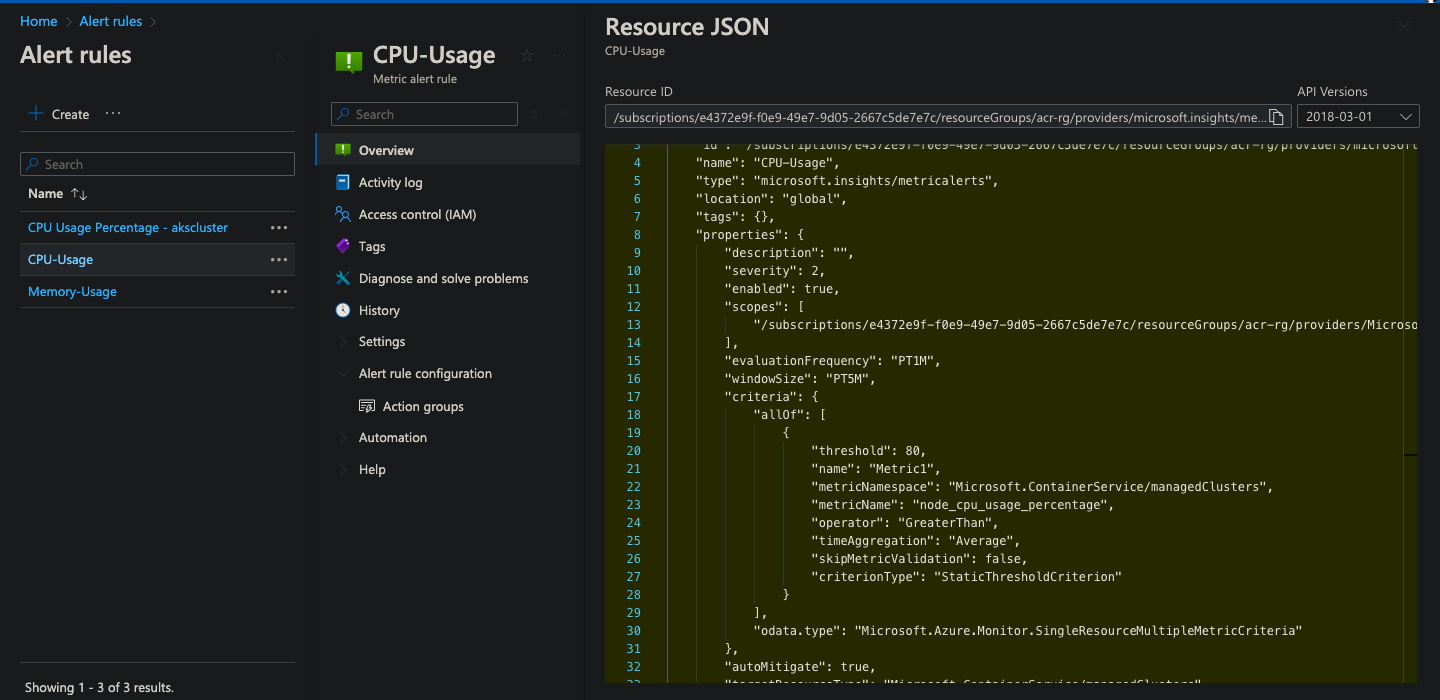 Home > Alert rules >
Alert rules
Create
Search
Name
CPU Usage Percentage - akscluster
CPU-Usage
Memory-Usage
Showing 1 - 3 of 3 results.
CPU-Usage
Metric alert rule
Search
Overview
Activity log
Access control (IAM)
Tags
Diagnose and solve problems
History
Settings
Alert rule configuration
Action groups
Automation
Help
Resource JSON
CPU-Usage
Resource ID
/subscriptions/e4372e9f-f0e9-49e7-9d05-2667c5de7e7c/resourceGroups/acr-rg/providers/microsoft.insights/me...
API Versions
2018-03-01
3 "id": "/subscriptions/e4372e9f-f0e9-49e7-9d05-2667c5de7e7c/resourceGroups/acr-rg/providers/microsoft
4 "name": "CPU-Usage",
5 "type": "microsoft.insights/metricalerts",
6 "location": "global",
7 "tags": {},
8 "properties": {
9 "description": "",
10 "severity": 2,
11 "enabled": true,
12 "scopes": [
13 "/subscriptions/e4372e9f-f0e9-49e7-9d05-2667c5de7e7c/resourceGroups/acr-rg/providers/Microso
14 ],
15 "evaluationFrequency": "PT1M",
16 "windowSize": "PT5M",
17 "criteria": {
18 "allOf": [
19 {
20 "threshold": 80,
21 "name": "Metric1",
22 "metricNamespace": "Microsoft.ContainerService/managedClusters",
23 "metricName": "node_cpu_usage_percentage",
24 "operator": "GreaterThan",
25 "timeAggregation": "Average",
26 "skipMetricValidation": false,
27 "criterionType": "StaticThresholdCriterion"
28 }
29 ],
30 "odata.type": "Microsoft.Azure.Monitor.SingleResourceMultipleMetricCriteria"
31 },
32 "autoMitigate": true,
33 "targetResourceType": "Microsoft.ContainerService/managedClusters"